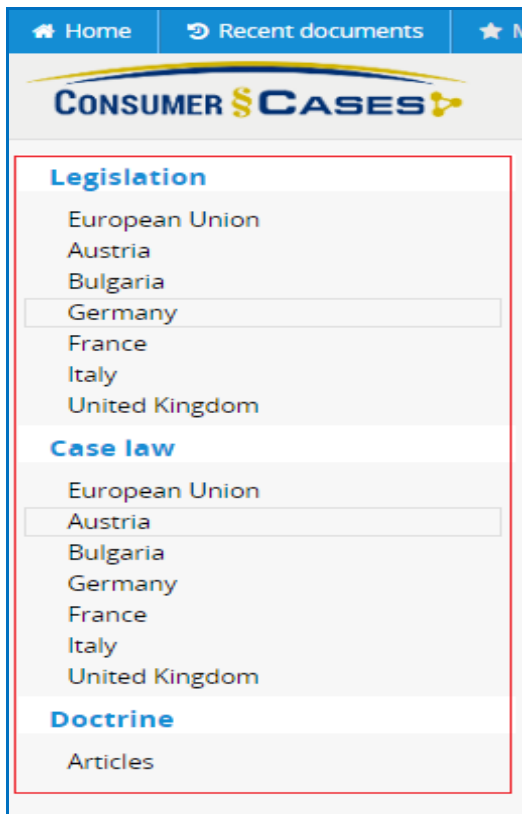 Home Recent documents M
CONSUMER § CASES
Legislation
European Union
Austria
Bulgaria
Germany
France
Italy
United Kingdom
Case law
European Union
Austria
Bulgaria
Germany
France
Italy
United Kingdom
Doctrine
Articles